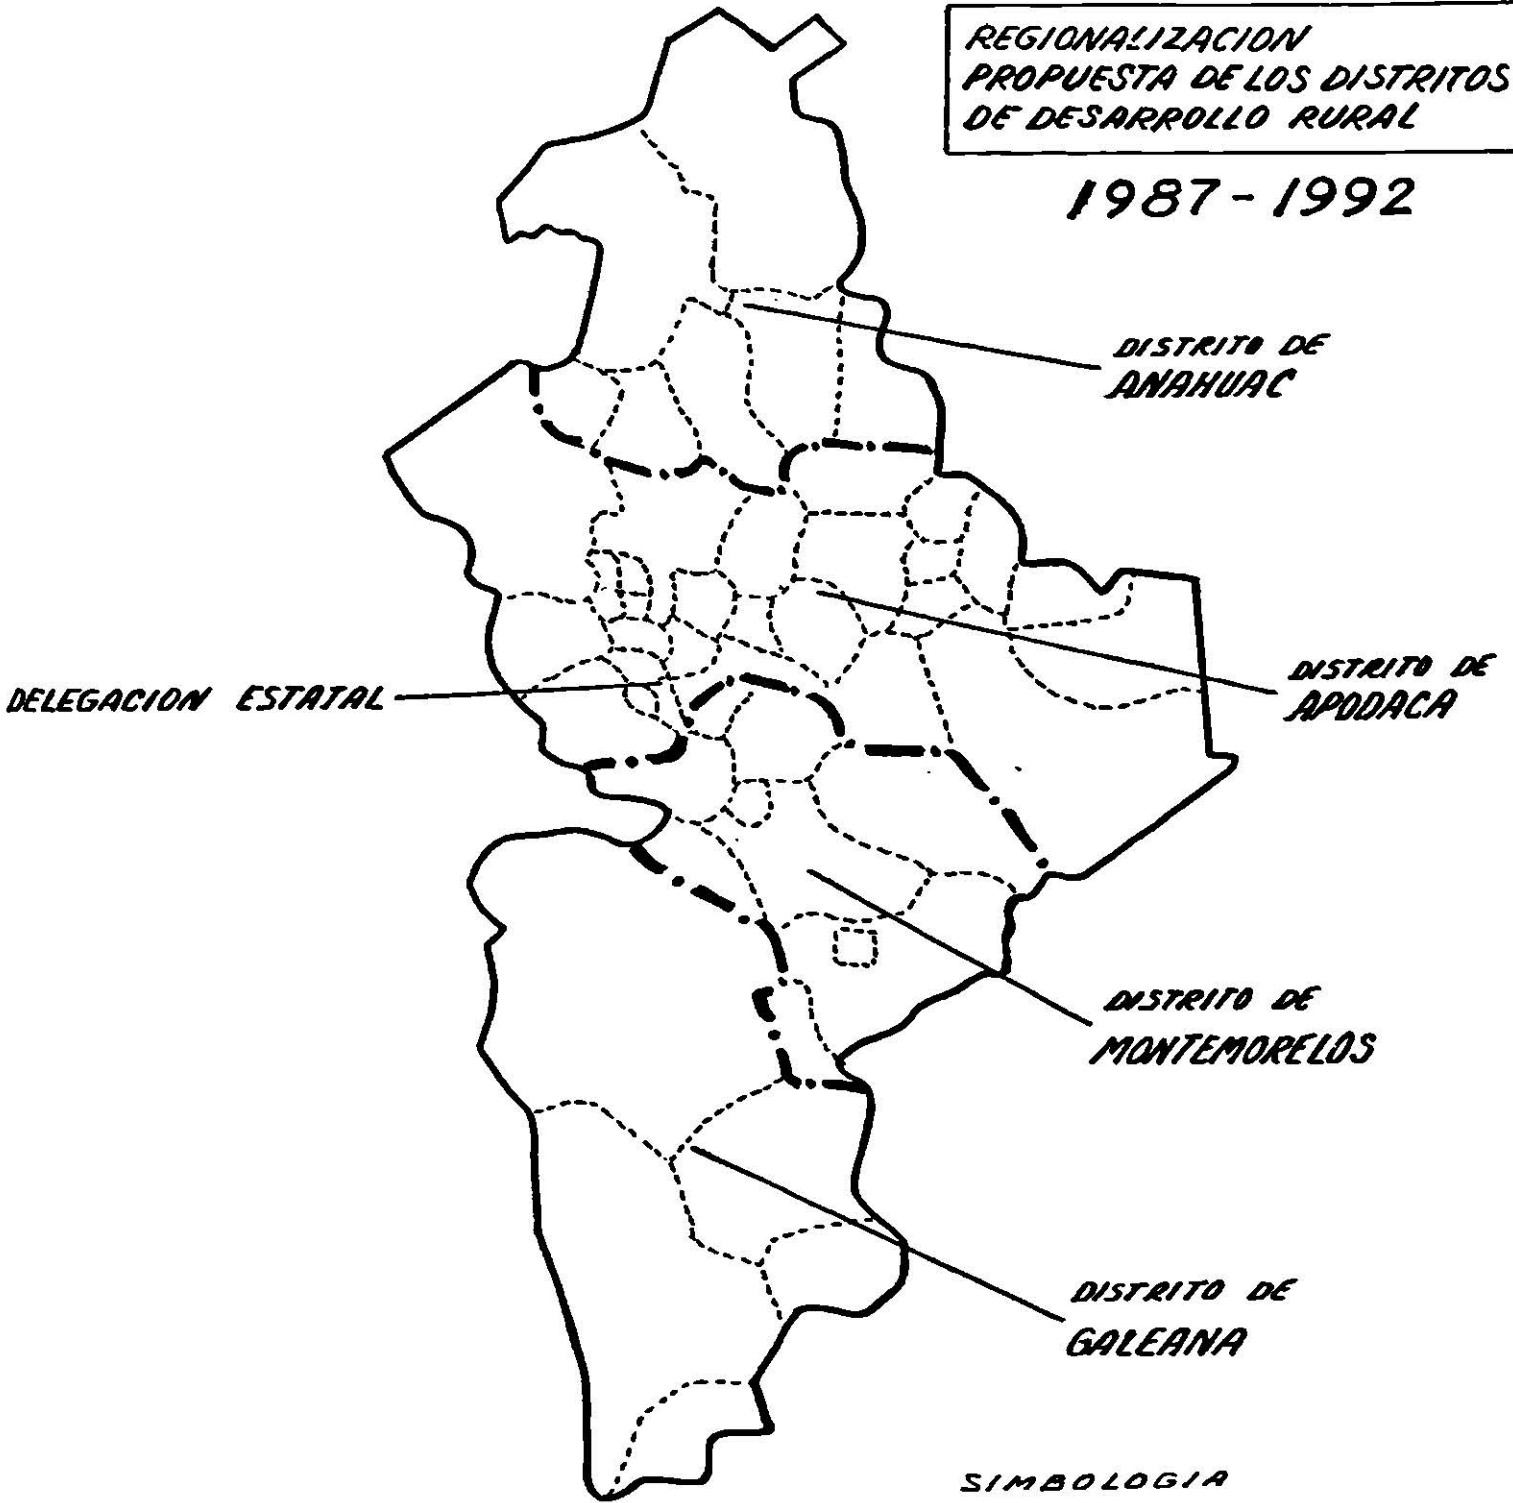 REGIONALIZACION
PROPUESTA DE LOS DISTRITOS
DE DESARROLLO RURAL
1987-1992
DISTRITO DE
ANAHUAC
DISTRITO DE
APODACA
DELEGACION ESTATAL
DISTRITO DE
MONTEMORELOS
DISTRITO DE
GALEANA
SIMBOLOGIA